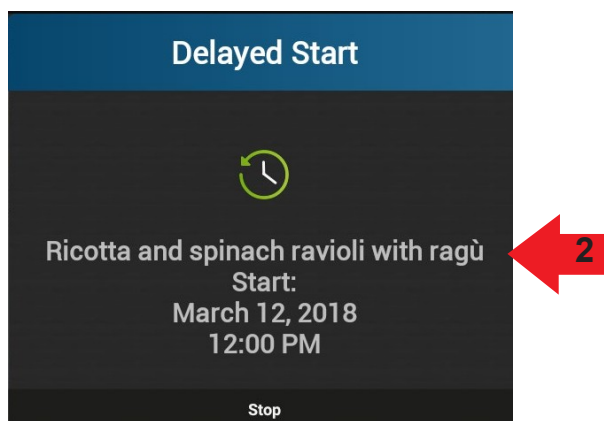 Delayed Start
Ricotta and spinach ravioli with ragù
2
Start:
March 12, 2018
12:00 PM
Stop